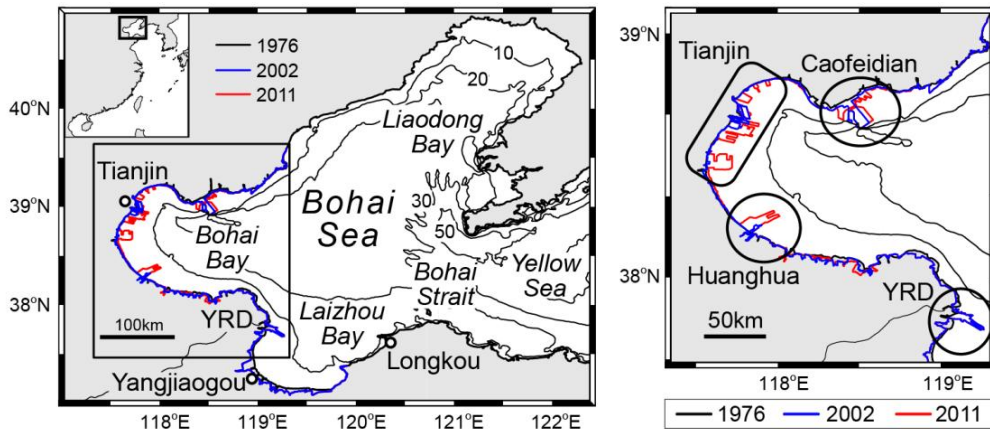 1976
2002
2011
10
20
40°N
Liaodong
Bay
Tianjin
39°N
30
50
Bohai
Sea
Bohai
Bay
Yellow
Sea
Bohai
Strait
38°N
Laizhou
Bay
YRD
100km
Longkou
Yangjiaogou
118°E
119°E
120°E
121°E
122°E
39°N
Tianjin
Caofeidian
38°N
Huanghua
YRD
50km
118°E
119°E
1976
2002
2011